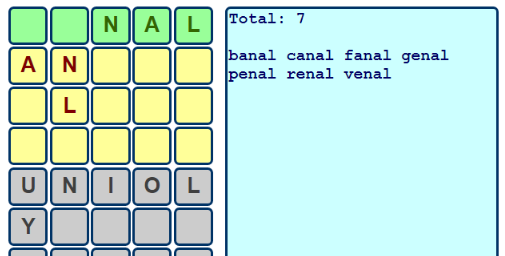 N A L
A N
L
U N I O L
Y
Total: 7
banal canal fanal genal
penal renal venal